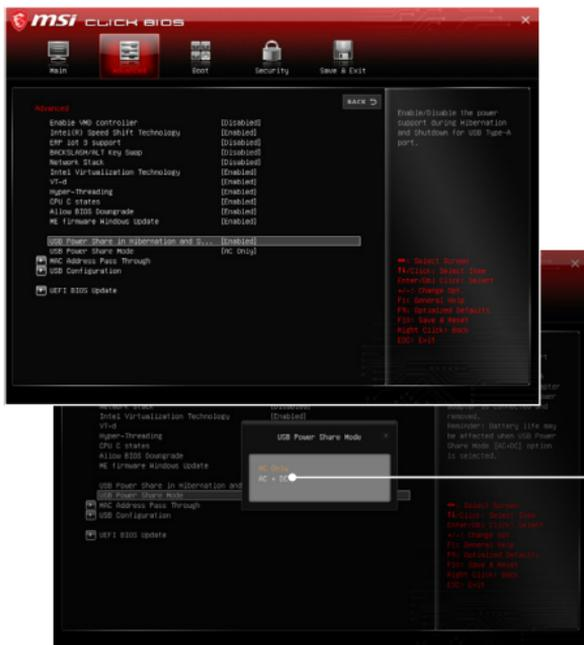 msi CLICK BIOS
Main
Advanced
Boot
Security
Save & Exit
BACK
Advanced
Enable VMD controller [Disabled]
Intel(R) Speed Shift Technology [Enabled]
ERP lot 3 support [Disabled]
BACKSLASH/ALT Key Swap [Disabled]
Network Stack [Disabled]
Intel Virtualization Technology [Enabled]
VT-d [Enabled]
Hyper-Threading [Enabled]
CPU C states [Enabled]
Allow BIOS Downgrade [Enabled]
ME firmware Windows Update [Enabled]
USB Power Share in Hibernation and S... [Enabled]
USB Power Share Mode [AC Only]
MAC Address Pass Through
USB Configuration
UEFI BIOS Update
Enable/Disable the power
support during Hibernation
and Shutdown for USB Type-A
port.
Select Screen
/Click: Select Item
Enter/Dbl Click: Select
+/-: Change Opt.
F1: General Help
F9: Optimized Defaults
F10: Save & Reset
Right Click: Back
ESC: Exit
Network Stack [Disabled]
Intel Virtualization Technology [Enabled]
VT-d
Hyper-Threading
CPU C states
Allow BIOS Downgrade
ME firmware Windows Update
USB Power Share in Hibernation and
USB Power Share Mode
MAC Address Pass Through
USB Configuration
UEFI BIOS Update
USB Power Share Mode
AC Only
AC + DC
adapter is connected and
removed.
Reminder: Battery life may
be affected when USB Power
Share Mode [AC+DC] option
is selected.
Select Screen
/Click: Select Item
Enter/Dbl Click: Select
+/-: Change Opt.
F1: General Help
F9: Optimized Defaults
F10: Save & Reset
Right Click: Back
ESC: Exit